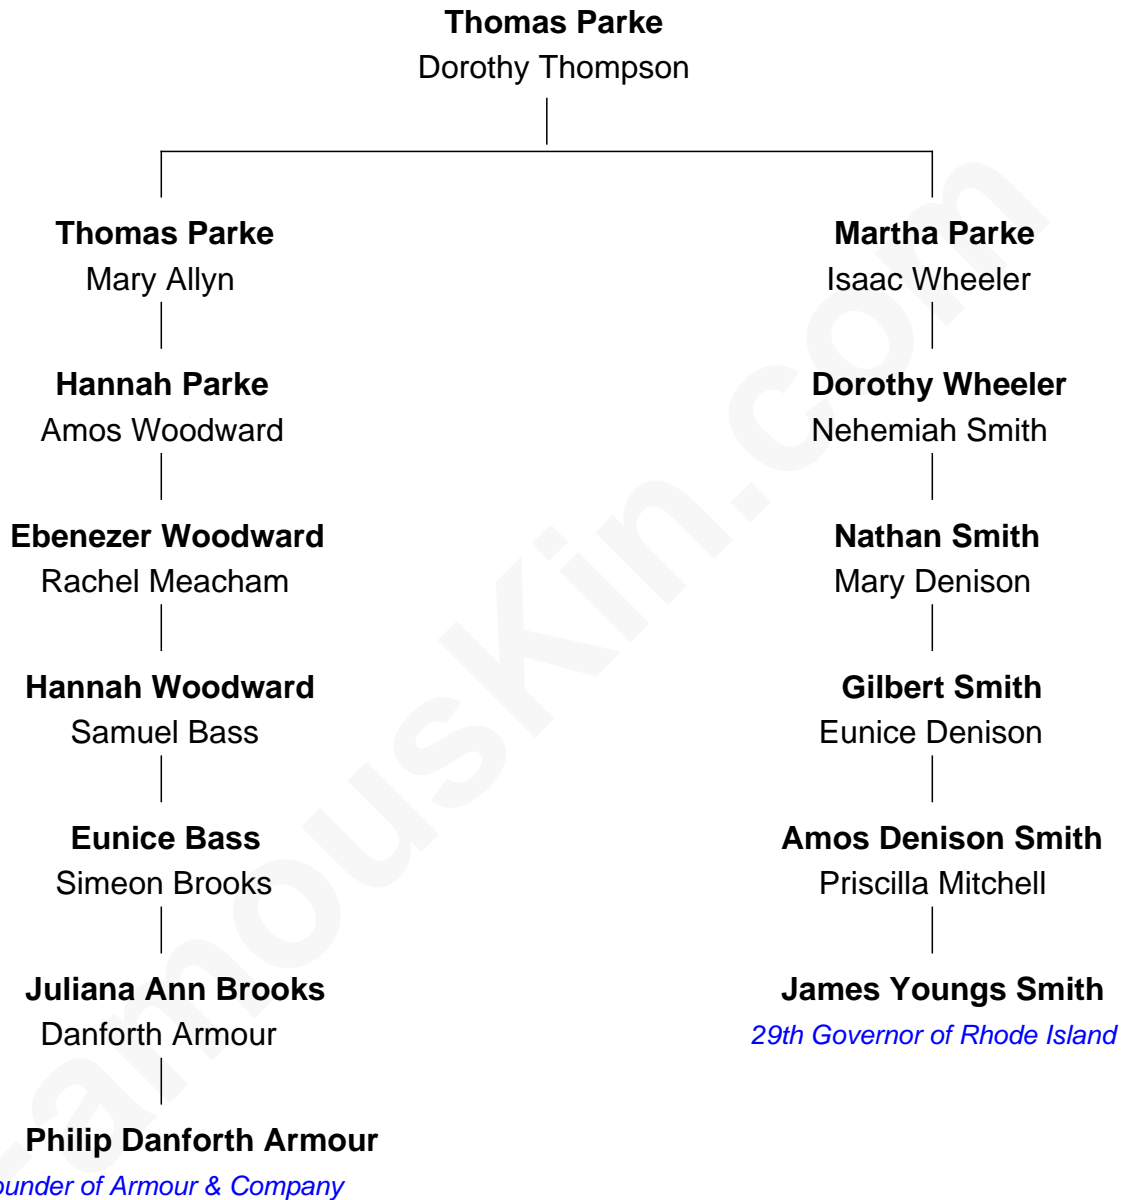 Thomas Parke
Dorothy Thompson
Thomas Parke
Mary Allyn
Martha Parke
Isaac Wheeler
Hannah Parke
Amos Woodward
Dorothy Wheeler
Nehemiah Smith
Ebenezer Woodward
Rachel Meacham
Nathan Smith
Mary Denison
Hannah Woodward
Samuel Bass
Gilbert Smith
Eunice Denison
Eunice Bass
Simeon Brooks
Amos Denison Smith
Priscilla Mitchell
Juliana Ann Brooks
Danforth Armour
James Youngs Smith
29th Governor of Rhode Island
Philip Danforth Armour
ounder of Armour & Company
FamousKin.com